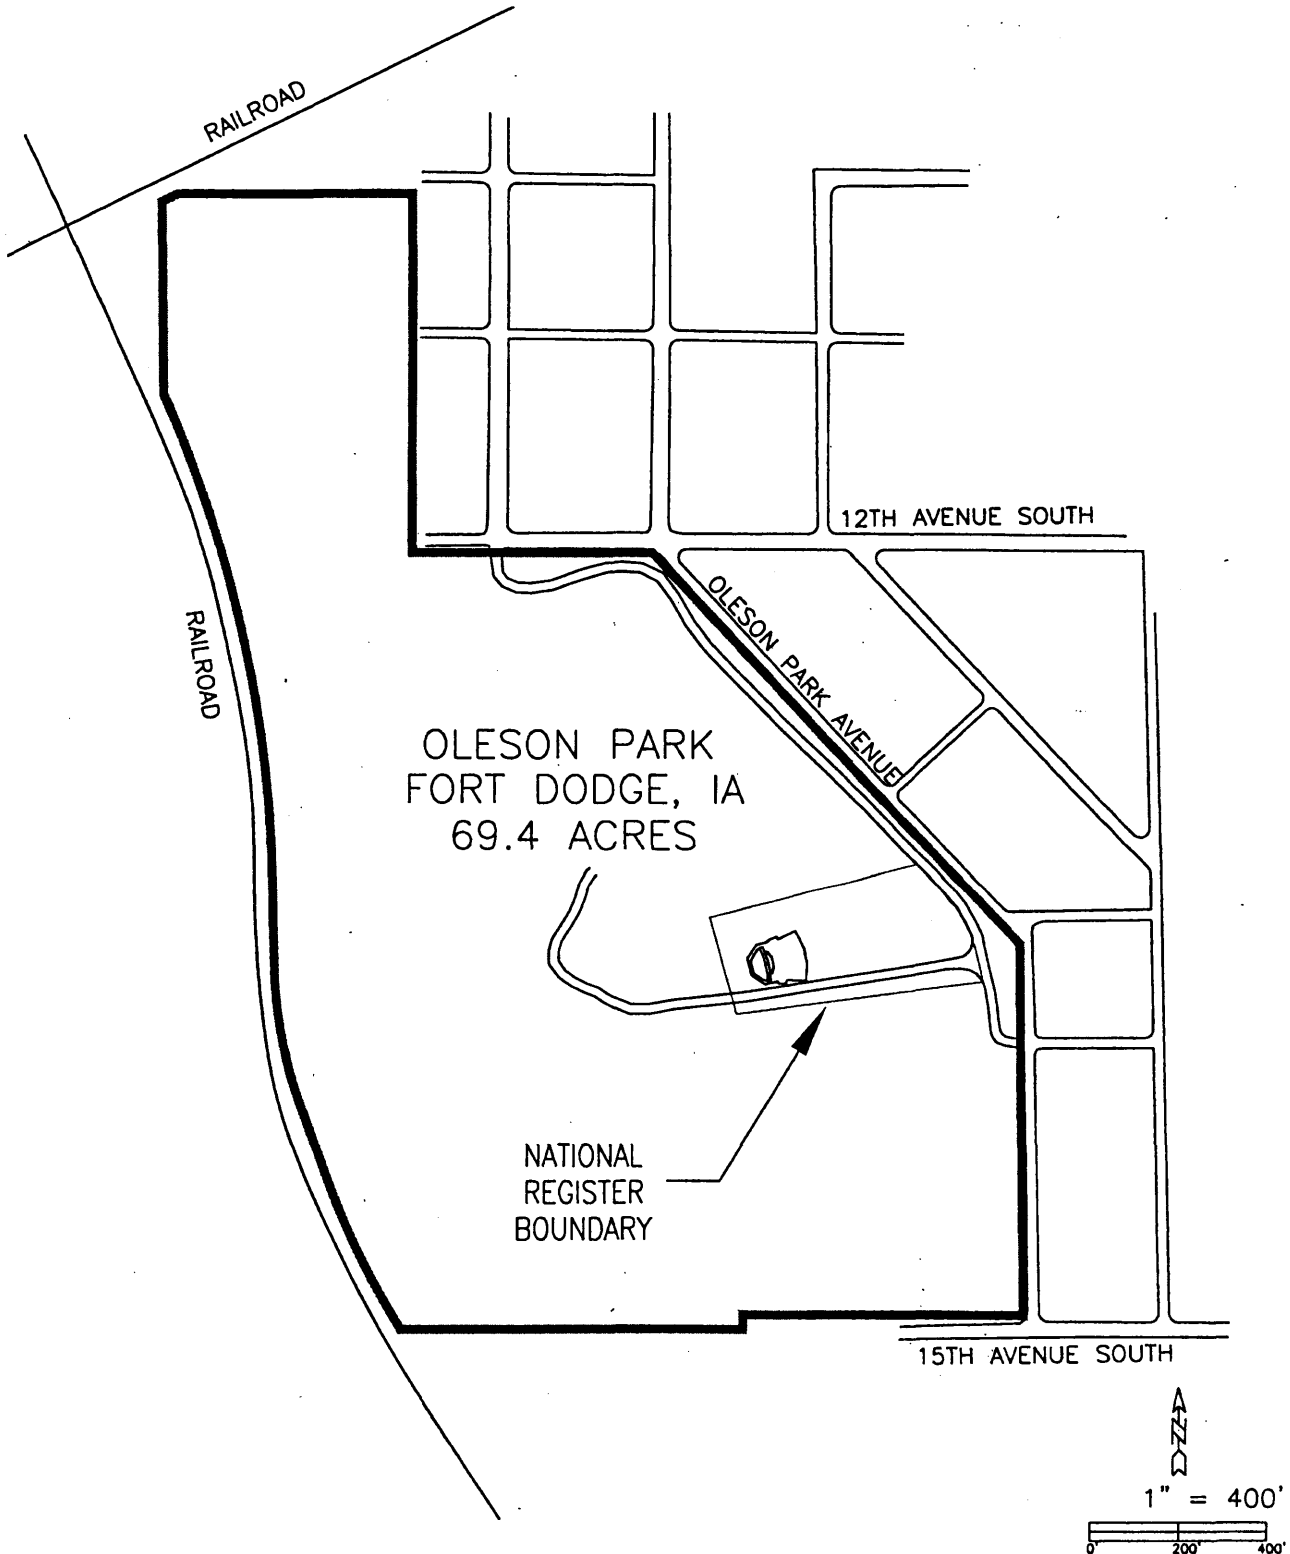 RAILROAD
12TH AVENUE SOUTH
OLESON PARK AVENUE
RAILROAD
OLESON PARK
FORT DODGE, IA
69.4 ACRES
NATIONAL
REGISTER
BOUNDARY
15TH AVENUE SOUTH
N
1" = 400'
0' 200' 400'